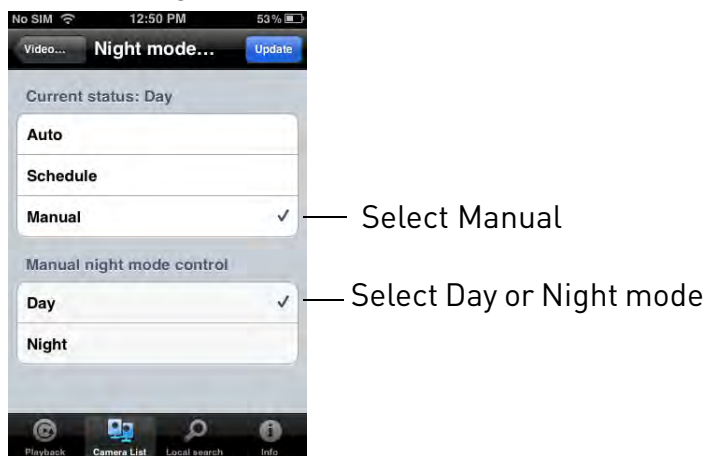 No SIM 12:50 PM 53%
Video... Night mode... Update
Current status: Day
Auto
Schedule
Manual ✓ Select Manual
Manual night mode control
Day ✓ Select Day or Night mode
Night
Playback Camera List Local search Info